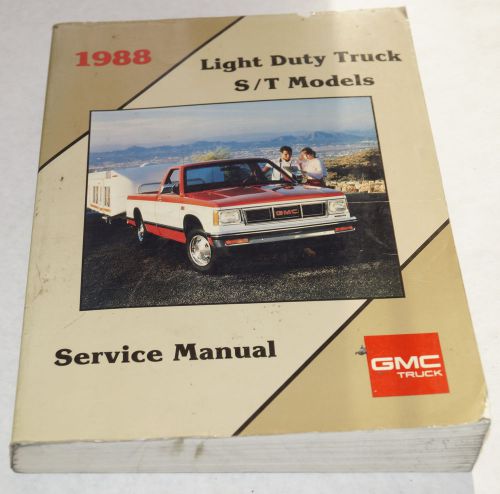 1988
Light Duty Truck
S/T Models
GMC
Service Manual
GMC
TRUCK